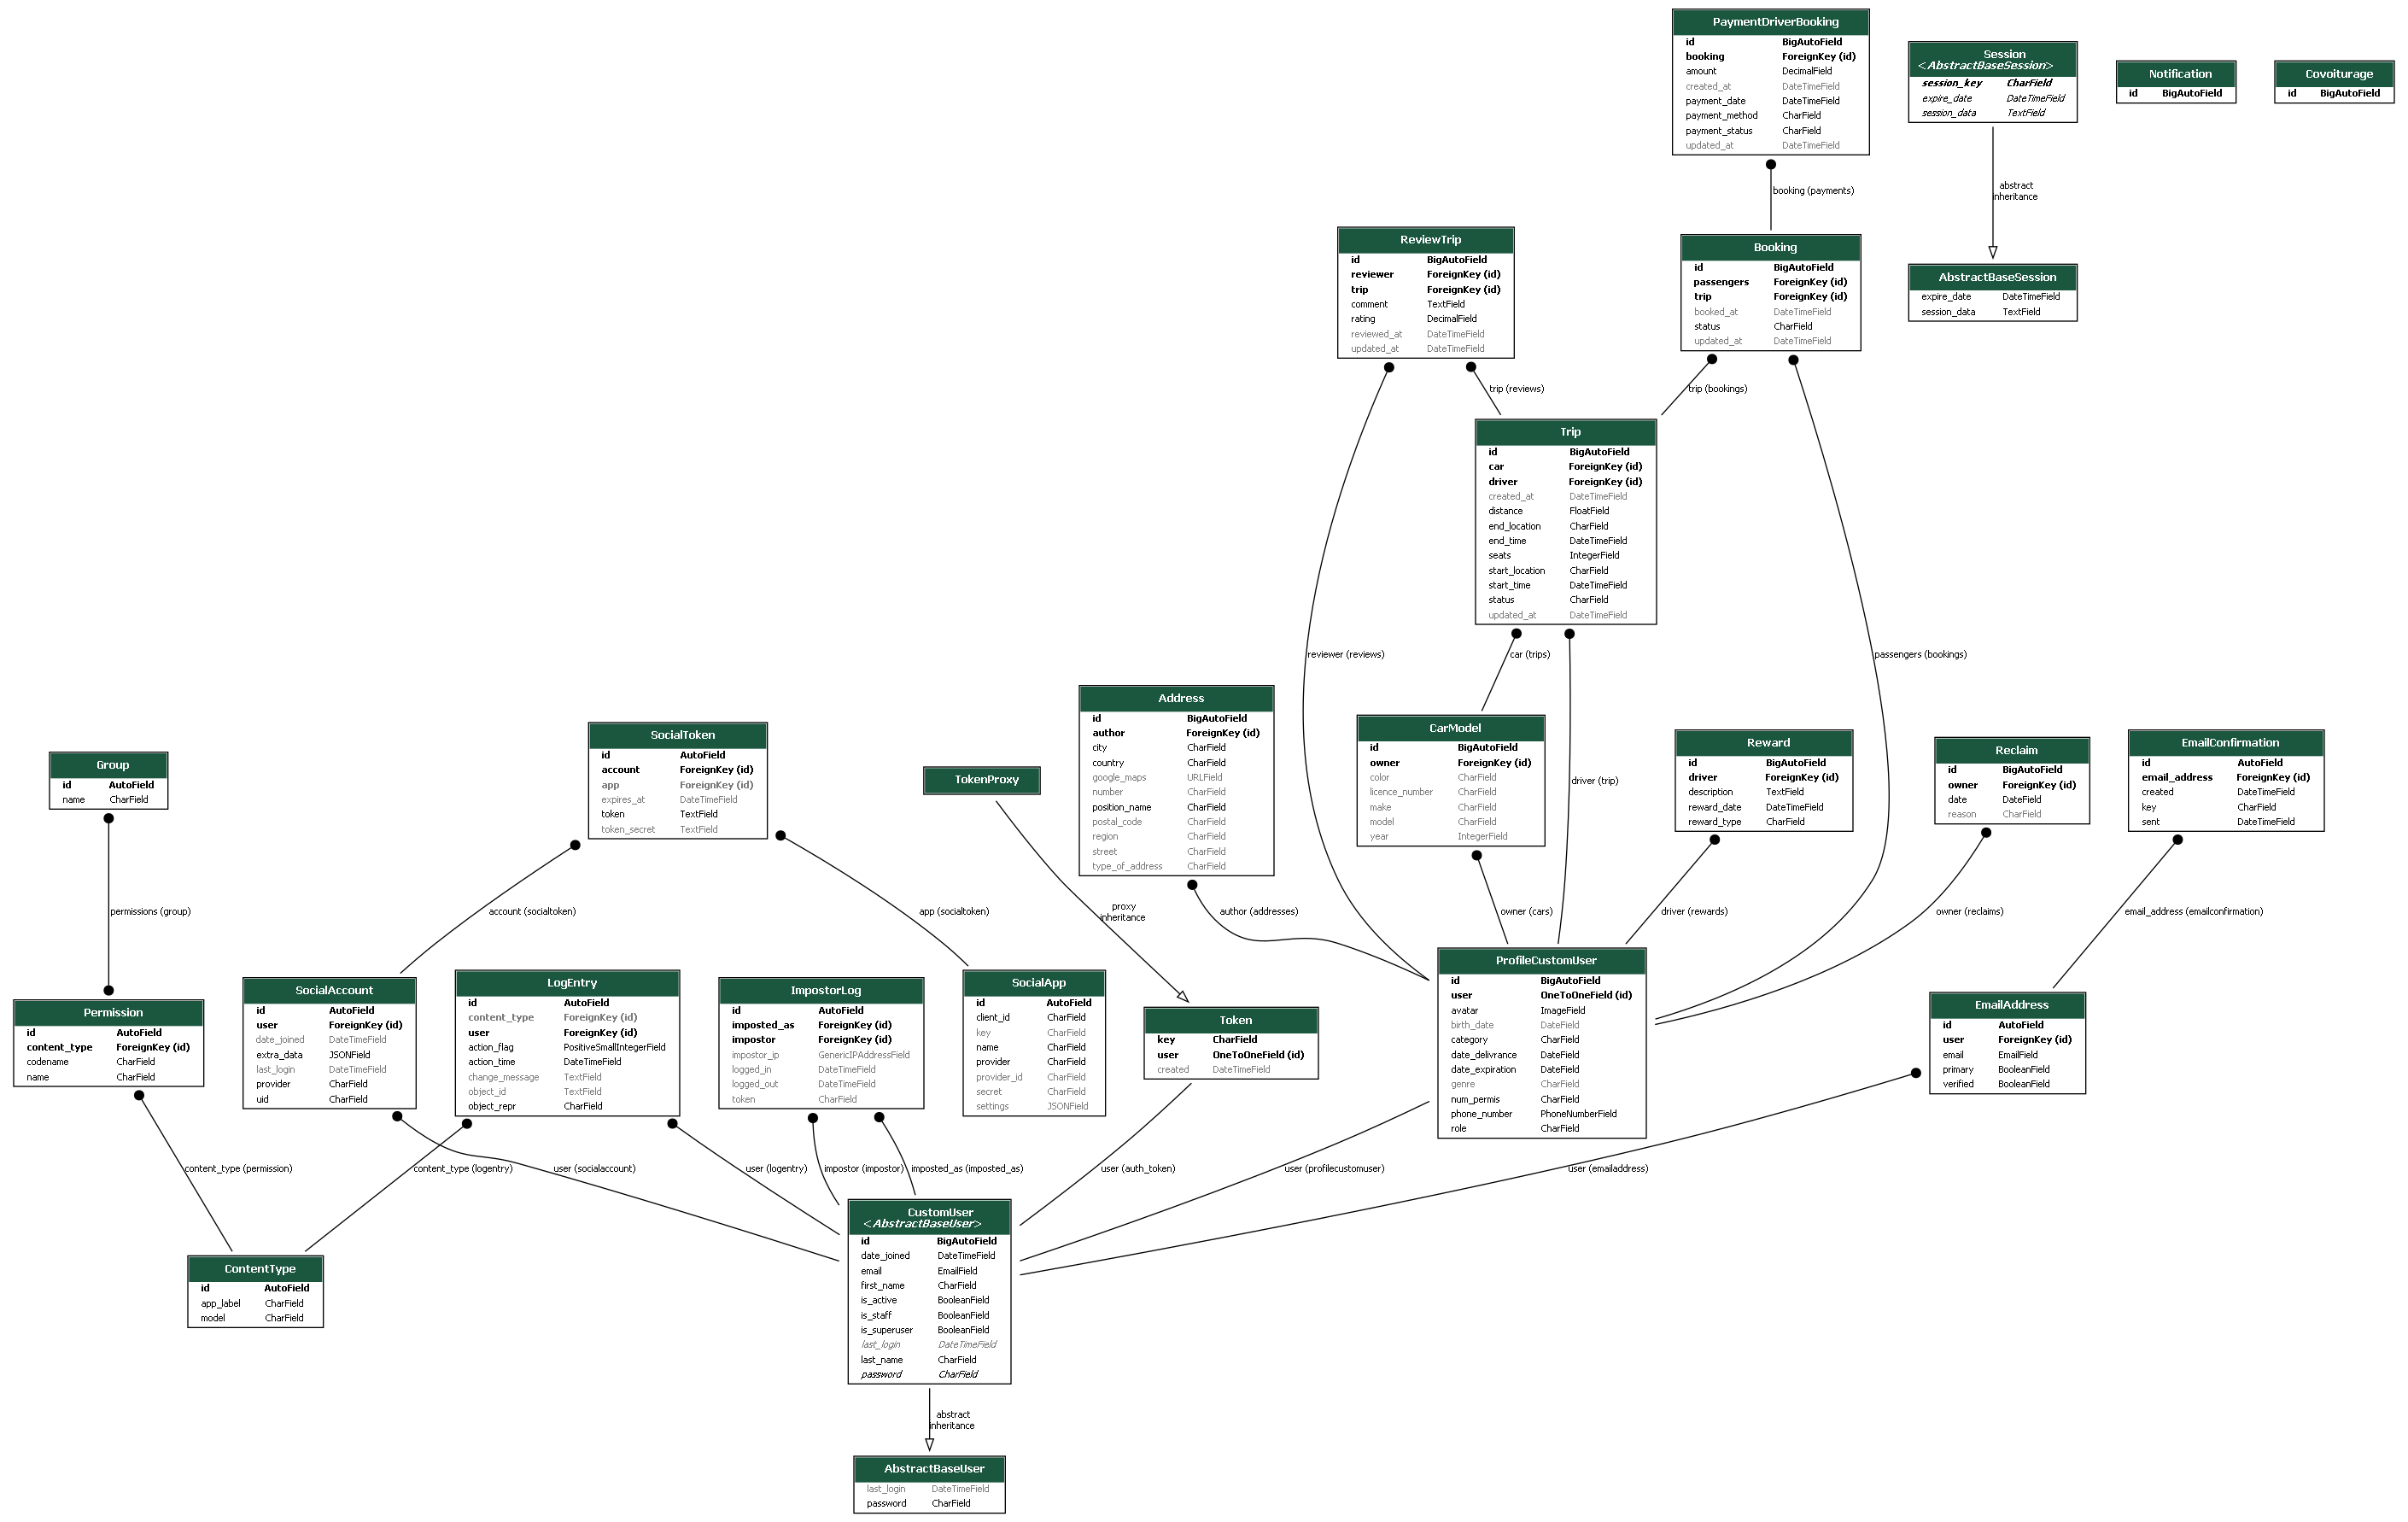 PaymentDriverBooking
id BigAutoField
booking ForeignKey (id)
amount DecimalField
created_at DateTimeField
payment_date DateTimeField
payment_method CharField
payment_status CharField
updated_at DateTimeField
Session
<AbstractBaseSession>
session_key CharField
expire_date DateTimeField
session_data TextField
Notification
id BigAutoField
Covoiturage
id BigAutoField
booking (payments)
abstract
inheritance
ReviewTrip
id BigAutoField
reviewer ForeignKey (id)
trip ForeignKey (id)
comment TextField
rating DecimalField
reviewed_at DateTimeField
updated_at DateTimeField
Booking
id BigAutoField
passengers ForeignKey (id)
trip ForeignKey (id)
booked_at DateTimeField
status CharField
updated_at DateTimeField
AbstractBaseSession
expire_date DateTimeField
session_data TextField
trip (reviews)
trip (bookings)
Trip
id BigAutoField
car ForeignKey (id)
driver ForeignKey (id)
created_at DateTimeField
distance FloatField
end_location CharField
end_time DateTimeField
seats IntegerField
start_location CharField
start_time DateTimeField
status CharField
updated_at DateTimeField
reviewer (reviews)
car (trips)
passengers (bookings)
driver (trip)
Group
id AutoField
name CharField
SocialToken
id AutoField
account ForeignKey (id)
app ForeignKey (id)
expires_at DateTimeField
token TextField
token_secret TextField
TokenProxy
Address
id BigAutoField
author ForeignKey (id)
city CharField
country CharField
google_maps URLField
number CharField
position_name CharField
postal_code CharField
region CharField
street CharField
type_of_address CharField
CarModel
id BigAutoField
owner ForeignKey (id)
color CharField
licence_number CharField
make CharField
model CharField
year IntegerField
Reward
id BigAutoField
driver ForeignKey (id)
description TextField
reward_date DateTimeField
reward_type CharField
Reclaim
id BigAutoField
owner ForeignKey (id)
date DateField
reason CharField
EmailConfirmation
id AutoField
email_address ForeignKey (id)
created DateTimeField
key CharField
sent DateTimeField
permissions (group)
account (socialtoken)
app (socialtoken)
proxy
inheritance
author (addresses)
owner (cars)
driver (rewards)
owner (reclaims)
email_address (emailconfirmation)
Permission
id AutoField
content_type ForeignKey (id)
codename CharField
name CharField
SocialAccount
id AutoField
user ForeignKey (id)
date_joined DateTimeField
extra_data JSONField
last_login DateTimeField
provider CharField
uid CharField
LogEntry
id AutoField
content_type ForeignKey (id)
user ForeignKey (id)
action_flag PositiveSmallIntegerField
action_time DateTimeField
change_message TextField
object_id TextField
object_repr CharField
ImpostorLog
id AutoField
imposted_as ForeignKey (id)
impostor ForeignKey (id)
impostor_ip GenericIPAddressField
logged_in DateTimeField
logged_out DateTimeField
token CharField
SocialApp
id AutoField
client_id CharField
key CharField
name CharField
provider CharField
provider_id CharField
secret CharField
settings JSONField
Token
key CharField
user OneToOneField (id)
created DateTimeField
ProfileCustomUser
id BigAutoField
user OneToOneField (id)
avatar ImageField
birth_date DateField
category CharField
date_delivrance DateField
date_expiration DateField
genre CharField
num_permis CharField
phone_number PhoneNumberField
role CharField
EmailAddress
id AutoField
user ForeignKey (id)
email EmailField
primary BooleanField
verified BooleanField
content_type (permission)
content_type (logentry)
user (socialaccount)
user (logentry)
impostor (impostor)
imposted_as (imposted_as)
user (auth_token)
user (profilecustomuser)
user (emailaddress)
ContentType
id AutoField
app_label CharField
model CharField
CustomUser
<AbstractBaseUser>
id BigAutoField
date_joined DateTimeField
email EmailField
first_name CharField
is_active BooleanField
is_staff BooleanField
is_superuser BooleanField
last_login DateTimeField
last_name CharField
password CharField
abstract
inheritance
AbstractBaseUser
last_login DateTimeField
password CharField